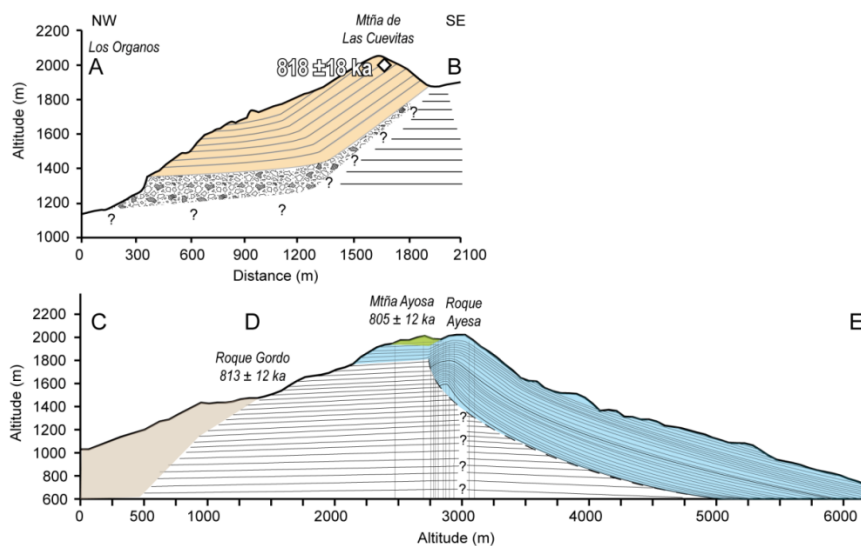 NW
SE
Mtña de
Las Cuevitas
Los Organos
A
818 ±18 ka
B
2200
2000
1800
1600
1400
1200
1000
Altitude (m)
? ? ? ? ? ? ?
0 300 600 900 1200 1500 1800 2100
Distance (m)
C
D
E
Mtña Ayosa
805 ± 12 ka
Roque
Ayesa
Roque Gordo
813 ± 12 ka
2200
2000
1800
1600
1400
1200
1000
800
600
Altitude (m)
?
?
?
?
0 500 1000 2000 2500 3000 4000 5000 6000
Altitude (m)